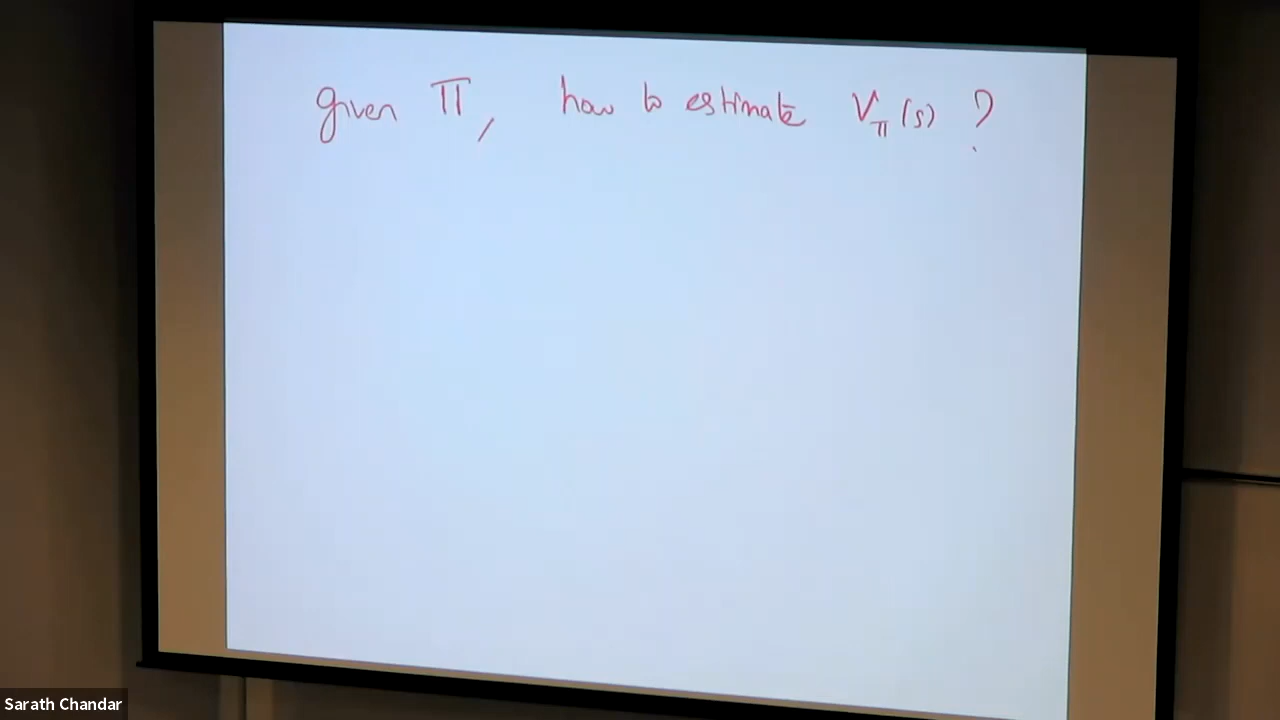 given π, how to estimate V_π(s) ?
Sarath Chandar